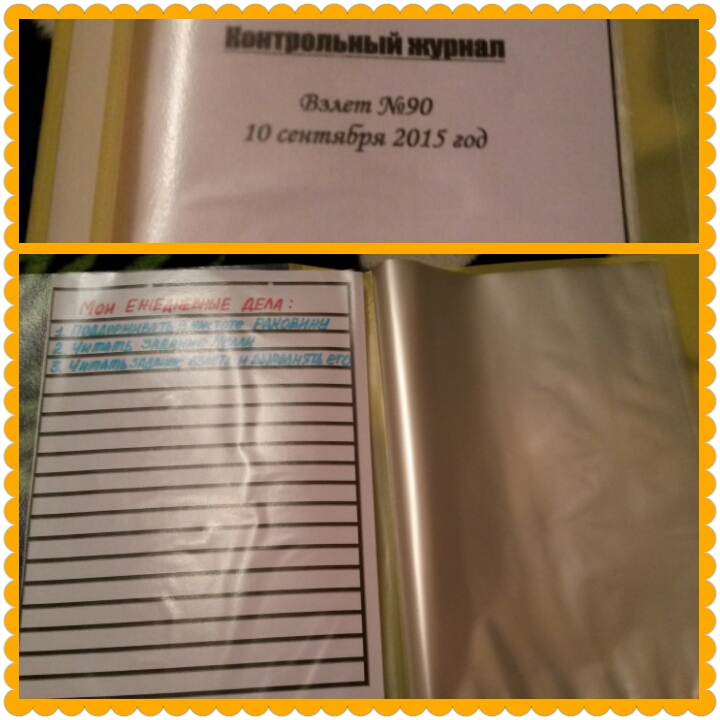 Контрольный журнал
Взлет №90
10 сентября 2015 год
Мои ежедневные дела:
1. Поддерживать в чистоте раковину
2. Читать задание Мэли
3. Читать задание взлета и выполнять его